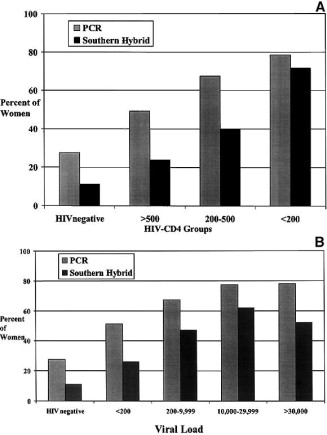 A
100
80
60
40
20
0
PCR
Southern Hybrid
Percent of
Women
HIVnegative >500 200-500 <200
HIV-CD4 Groups
B
100
80
60
40
20
0
PCR
Southern Hybrid
Percent
of
Women
HIV negative <200 200-9,999 10,000-29,999 >30,000
Viral Load